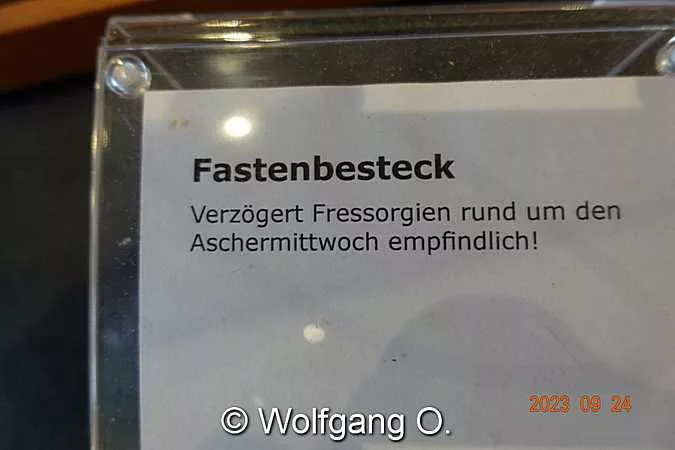 Fastenbesteck
Verzögert Fressorgien rund um den
Aschermittwoch empfindlich!
2023 09 24
© Wolfgang O.